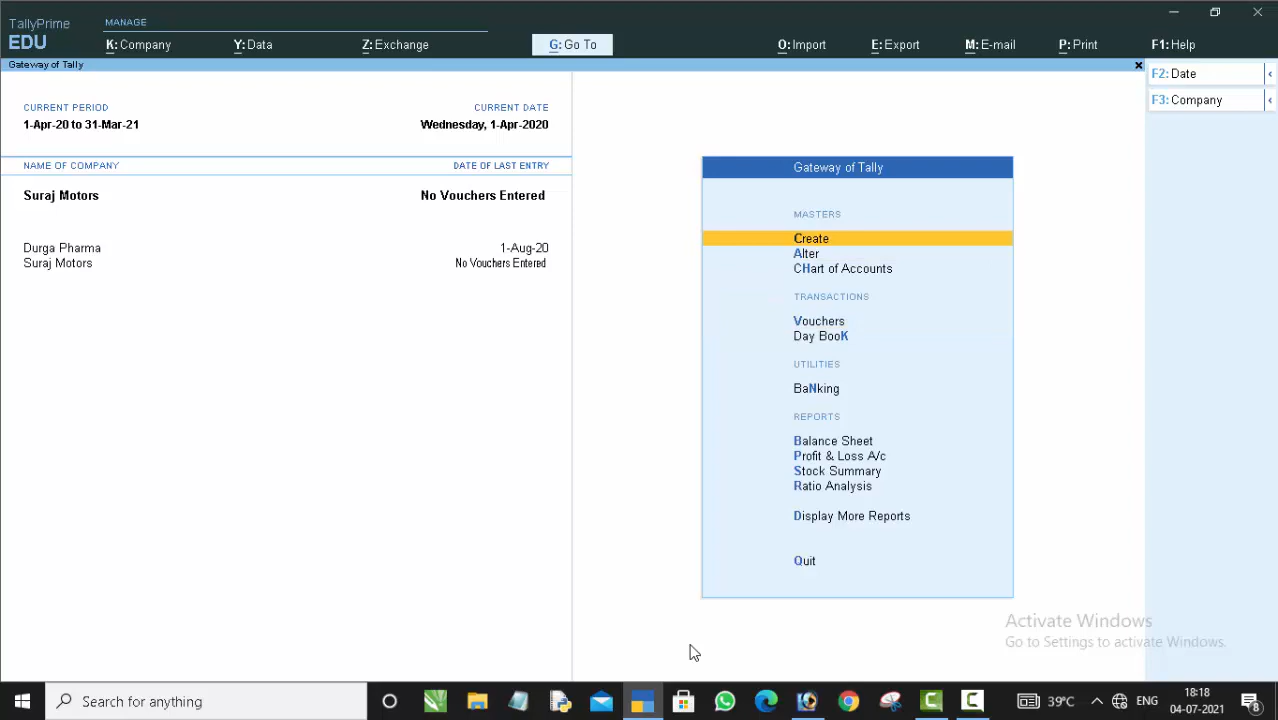 TallyPrime
EDU
MANAGE
K: Company
Y: Data
Z: Exchange
G: Go To
O: Import
E: Export
M: E-mail
P: Print
F1: Help
Gateway of Tally
F2: Date
F3: Company
CURRENT PERIOD
CURRENT DATE
1-Apr-20 to 31-Mar-21
Wednesday, 1-Apr-2020
NAME OF COMPANY
DATE OF LAST ENTRY
Suraj Motors
No Vouchers Entered
Durga Pharma
1-Aug-20
Suraj Motors
No Vouchers Entered
Gateway of Tally
MASTERS
Create
Alter
CHart of Accounts
TRANSACTIONS
Vouchers
Day BooK
UTILITIES
BaNking
REPORTS
Balance Sheet
Profit & Loss A/c
Stock Summary
Ratio Analysis
Display More Reports
Quit
Activate Windows
Go to Settings to activate Windows.
Search for anything
39°C
ENG
18:18
04-07-2021
8